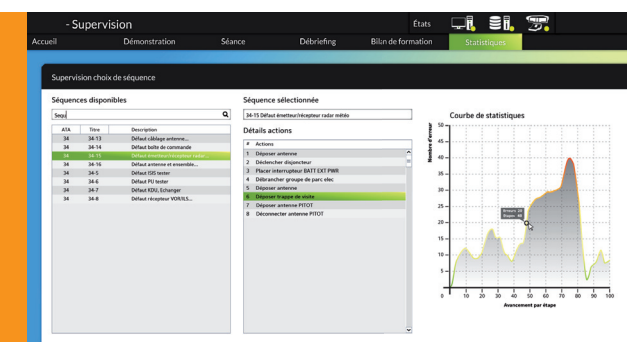 - Supervision
États
Accueil Démonstration Séance Débriefing Bilan de formation Statistiques
Supervision choix de séquence
Séquences disponibles
Sequ
ATA Titre Description
34 34-13 Défaut câblage antenne...
34 34-14 Défaut boîte de commande
34 34-15 Défaut émetteur/récepteur radar...
34 34-16 Défaut antenne et ensemble...
34 34-5 Défaut ISIS tester
34 34-6 Défaut PU tester
34 34-7 Défaut KDU, Echanger
34 34-8 Défaut récepteur VOR/ILS...
Séquence sélectionnée
34-15 Défaut émetteur/récepteur radar météo
Détails actions
# Actions
1 Déposer antenne
2 Déclencher disjoncteur
3 Placer interrupteur BATT EXT PWR
4 Débrancher groupe de parc elec
5 Déposer antenne
6 Déposer trappe de visite
7 Déposer antenne PITOT
8 Déconnecter antenne PITOT
Courbe de statistiques
Nombre d'erreur
50
45
40
35
30
25
20
15
10
5
0 10 20 30 40 50 60 70 80 90 100
Avancement par étape